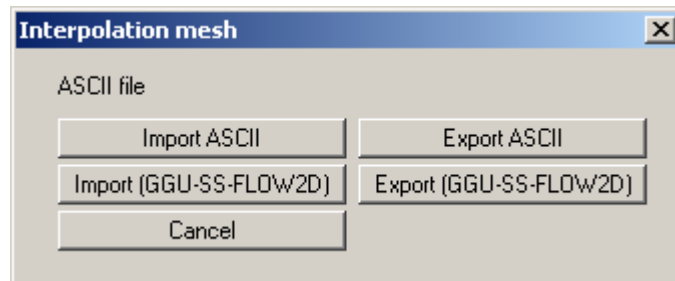 Interpolation mesh
ASCII file
Import ASCII
Export ASCII
Import (GGU-SS-FLOW2D)
Export (GGU-SS-FLOW2D)
Cancel